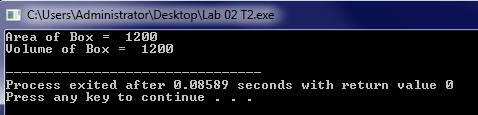 C:\Users\Administrator\Desktop\Lab 02 T2.exe
Area of Box =  1200
Volume of Box =  1200
--------------------------------
Process exited after 0.08589 seconds with return value 0
Press any key to continue . . .